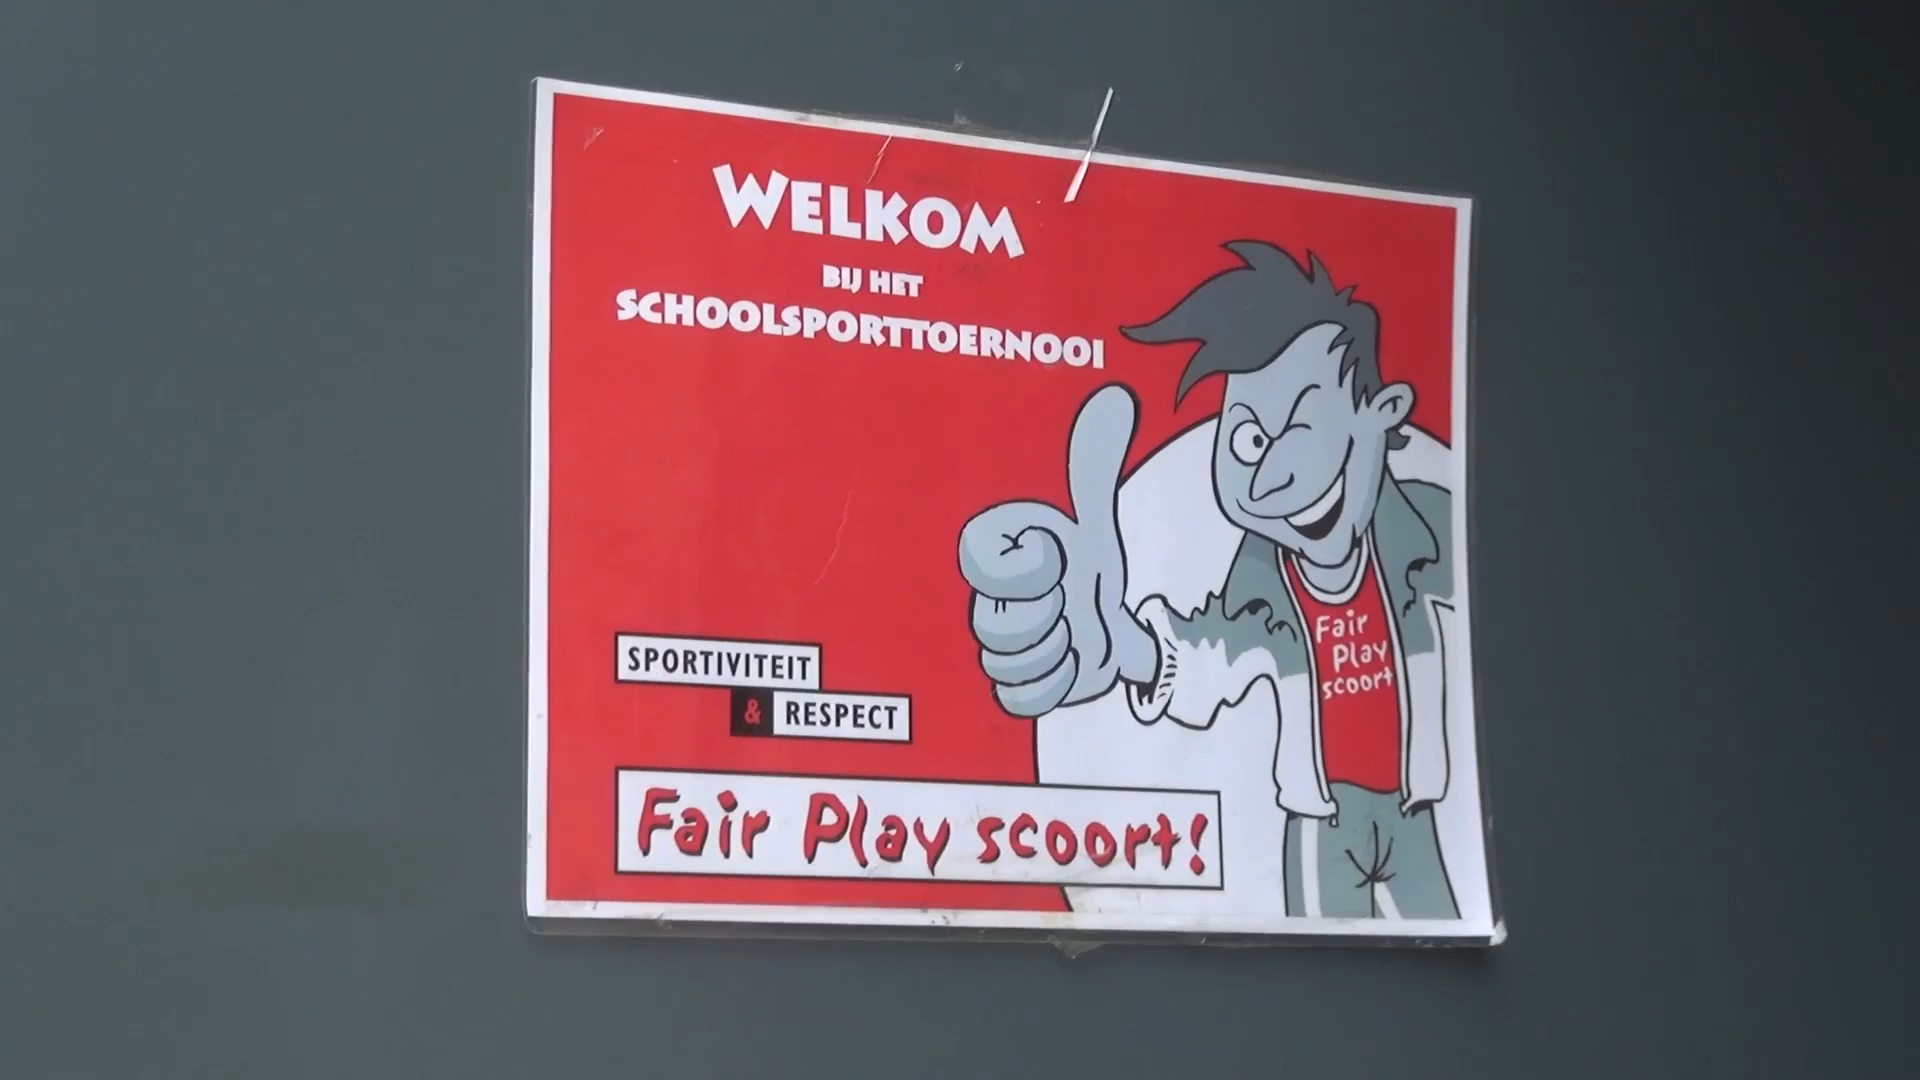 WELKOM
BIJ HET
SCHOOLSPORTTOERNOOI
SPORTIVITEIT
& RESPECT
Fair Play scoort!
Fair
Play
scoort